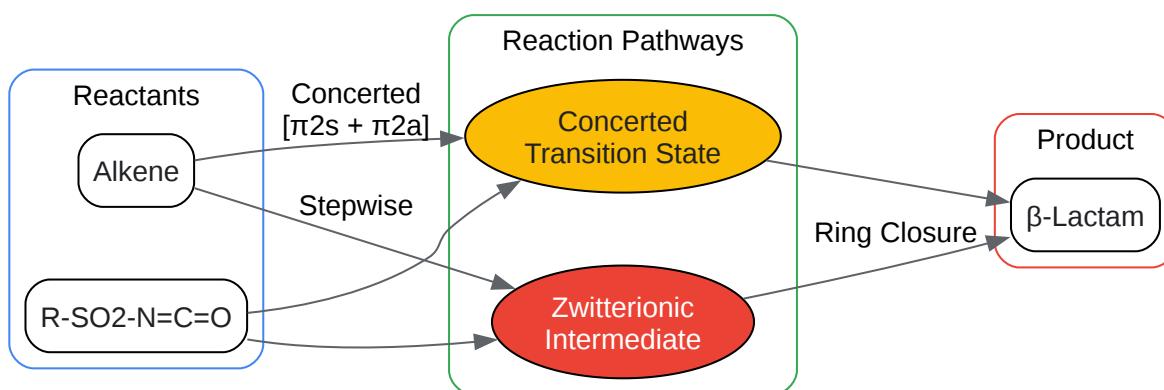 Reactants
Alkene
R-SO2-N=C=O
Concerted
[π2s + π2a]
Stepwise
Reaction Pathways
Concerted
Transition State
Zwitterionic
Intermediate
Ring Closure
Product
β-Lactam